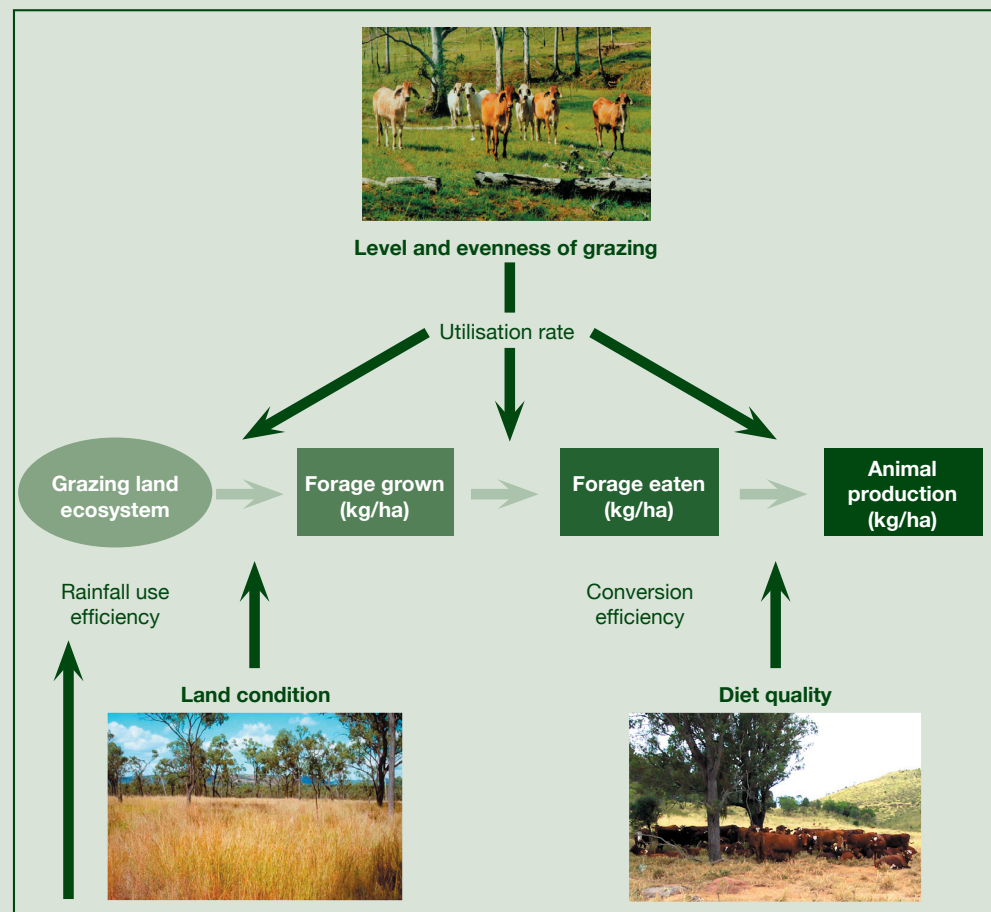 Level and evenness of grazing
Utilisation rate
Grazing land
ecosystem
Forage grown
(kg/ha)
Forage eaten
(kg/ha)
Animal
production
(kg/ha)
Rainfall use
efficiency
Conversion
efficiency
Land condition
Diet quality